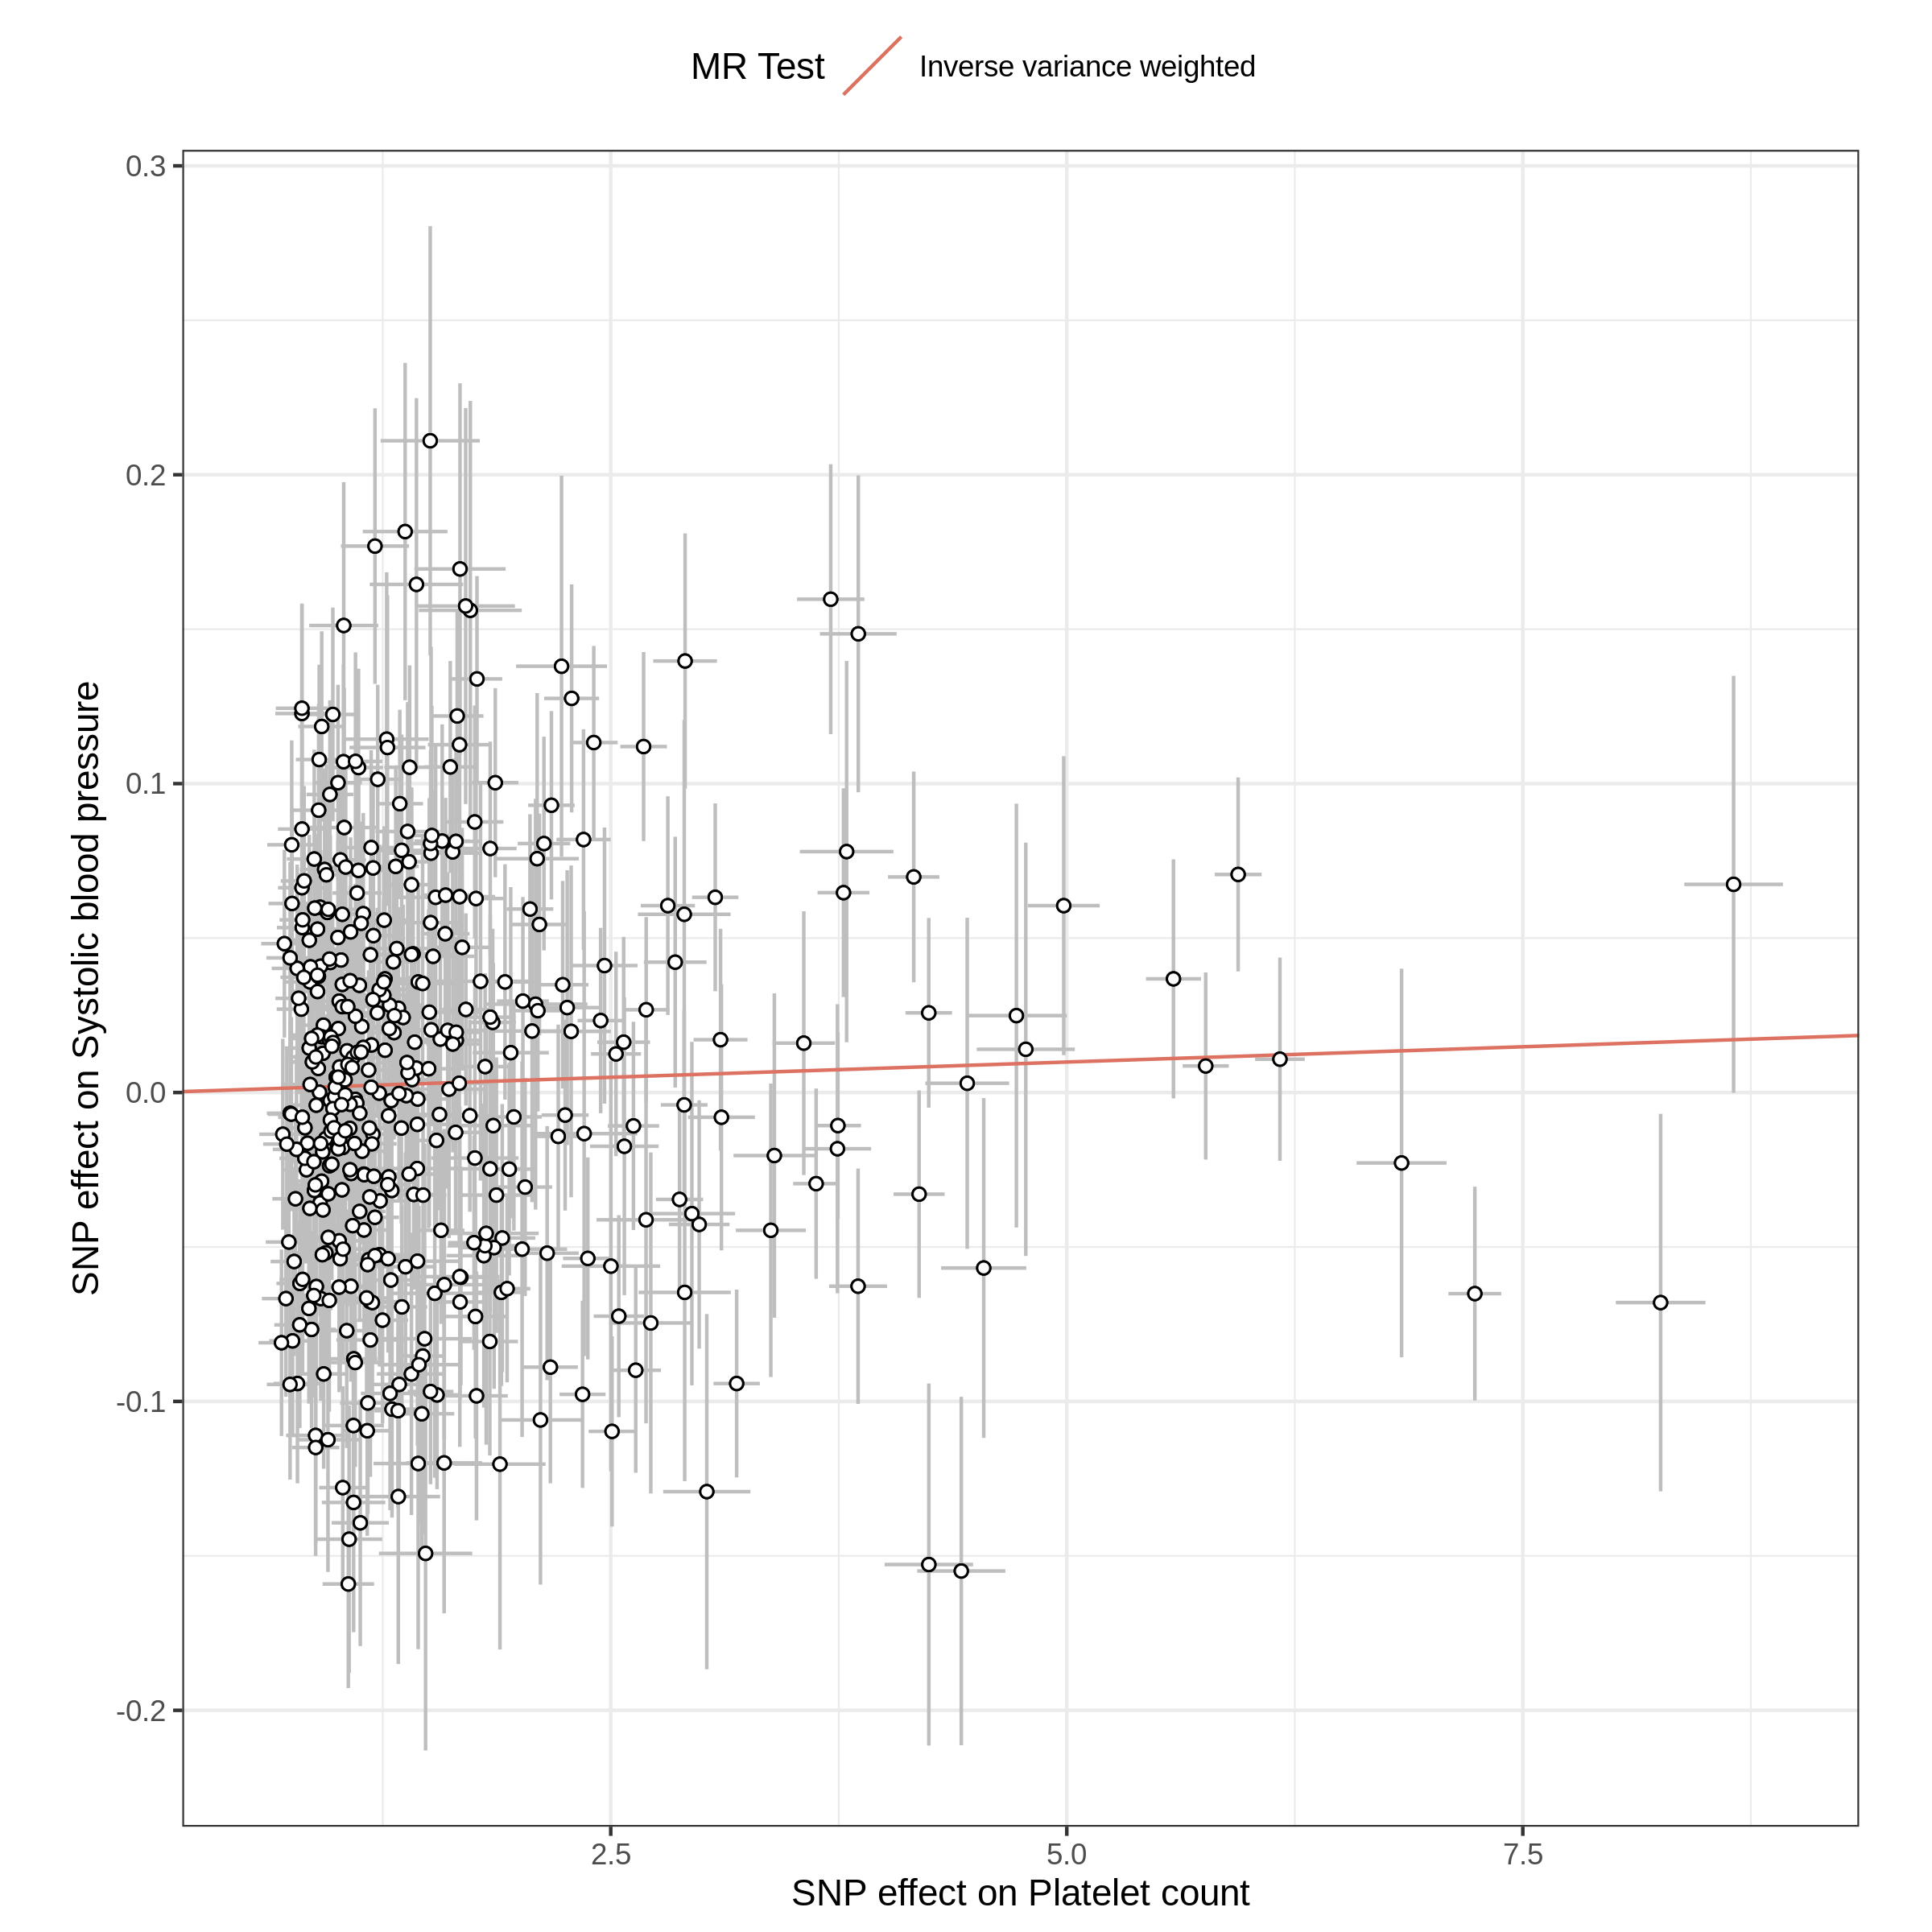 MR Test
Inverse variance weighted
0.3
0.2
0.1
0.0
-0.1
-0.2
SNP effect on Systolic blood pressure
2.5
5.0
7.5
SNP effect on Platelet count